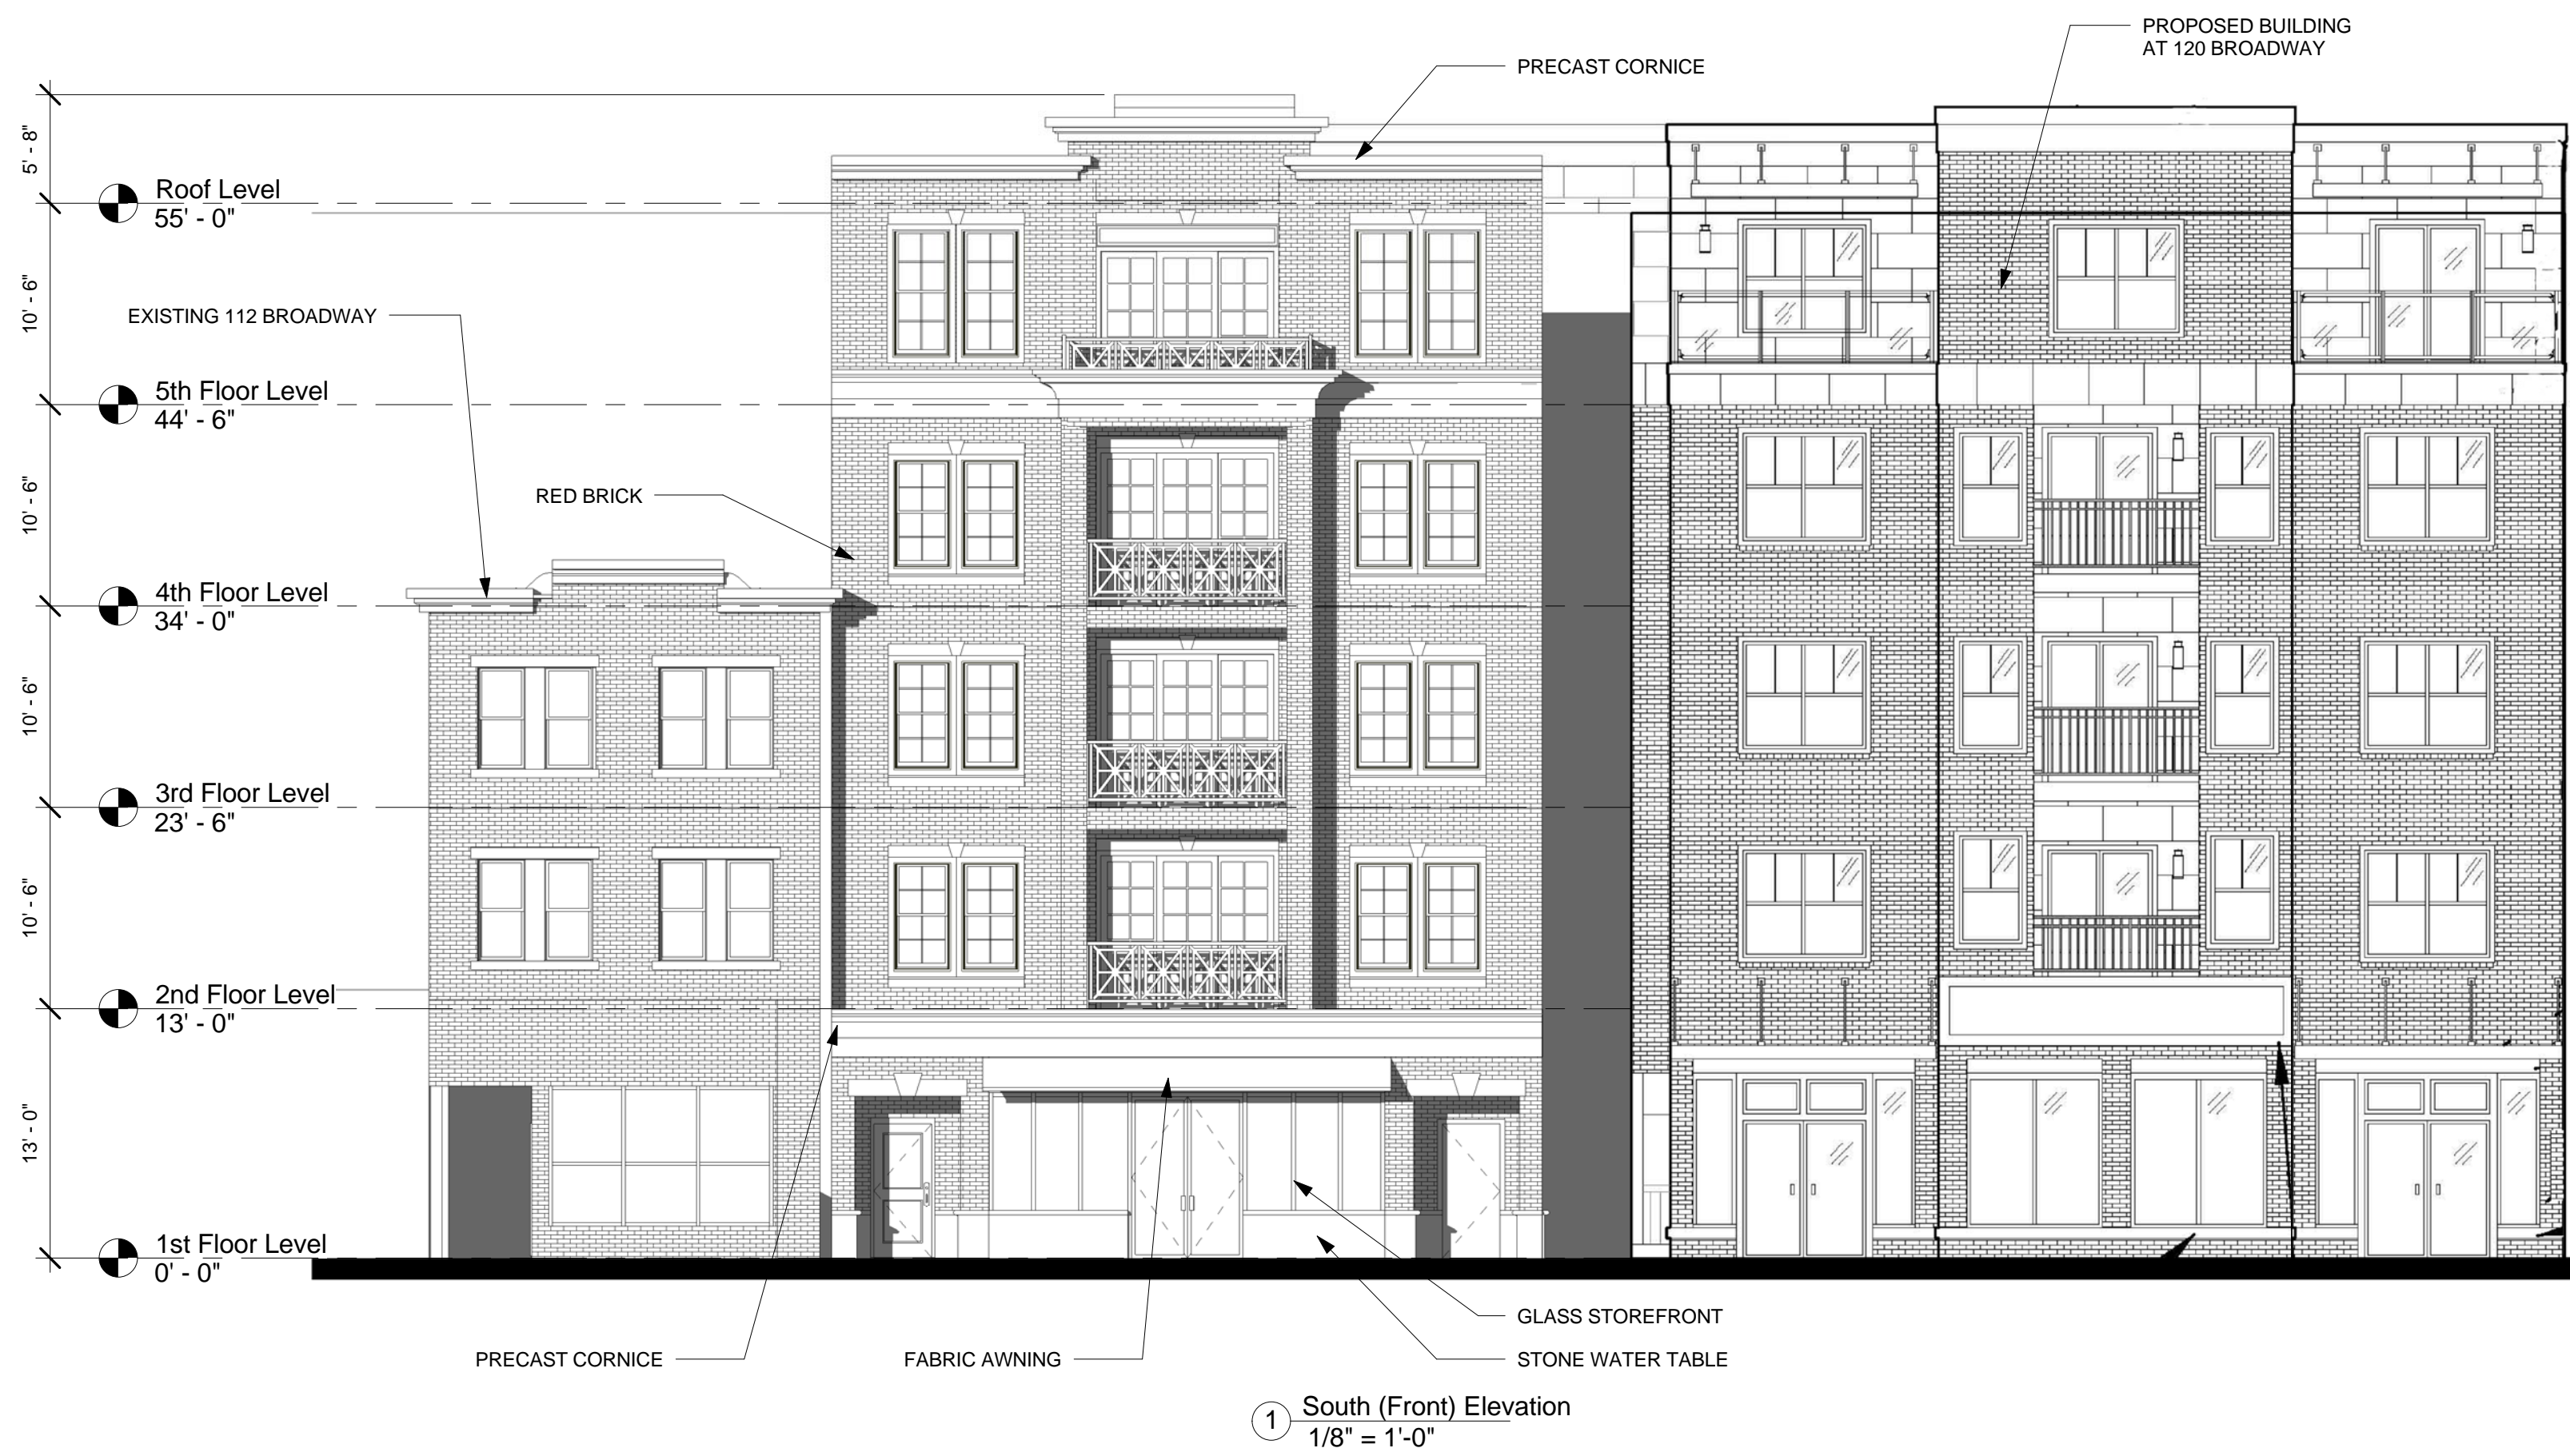 PROPOSED BUILDING
AT 120 BROADWAY
PRECAST CORNICE
5' - 8"
Roof Level
55' - 0"
10' - 6"
EXISTING 112 BROADWAY
5th Floor Level
44' - 6"
10' - 6"
RED BRICK
4th Floor Level
34' - 0"
10' - 6"
3rd Floor Level
23' - 6"
10' - 6"
2nd Floor Level
13' - 0"
13' - 0"
1st Floor Level
0' - 0"
GLASS STOREFRONT
PRECAST CORNICE
FABRIC AWNING
STONE WATER TABLE
1
South (Front) Elevation
1/8" = 1'-0"